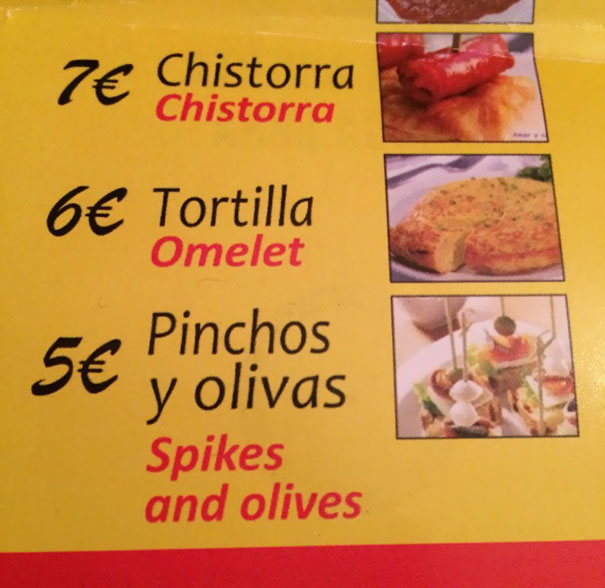 7€ Chistorra
Chistorra
6€ Tortilla
Omelet
5€ Pinchos
y olivas
Spikes
and olives